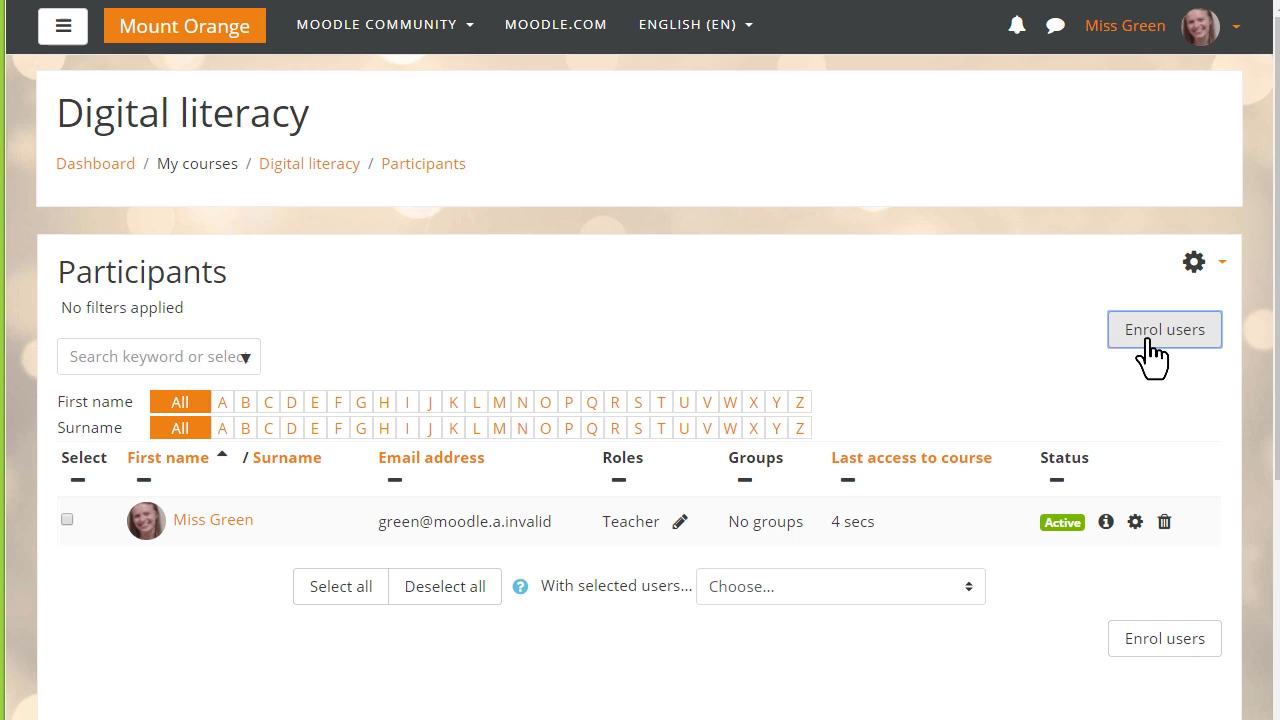 Mount Orange MOODLE COMMUNITY MOODLE.COM ENGLISH (EN) Miss Green
Digital literacy
Dashboard / My courses / Digital literacy / Participants
Participants
No filters applied
Enrol users
Search keyword or select
First name All A B C D E F G H I J K L M N O P Q R S T U V W X Y Z
Surname All A B C D E F G H I J K L M N O P Q R S T U V W X Y Z
Select First name / Surname Email address Roles Groups Last access to course Status
Miss Green green@moodle.a.invalid Teacher No groups 4 secs Active
Select all Deselect all With selected users... Choose...
Enrol users